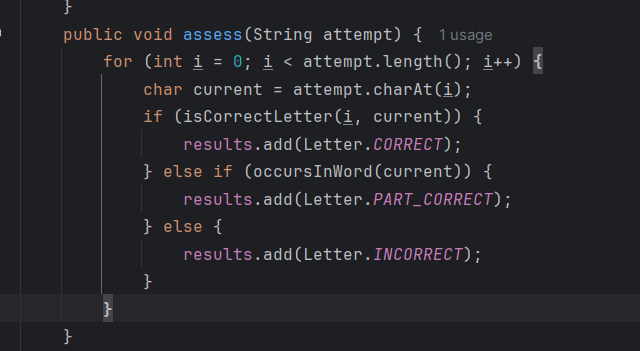 }
public void assess(String attempt) { 1 usage
for (int i = 0; i < attempt.length(); i++) {
char current = attempt.charAt(i);
if (isCorrectLetter(i, current)) {
results.add(Letter.CORRECT);
} else if (occursInWord(current)) {
results.add(Letter.PART_CORRECT);
} else {
results.add(Letter.INCORRECT);
}
}
}